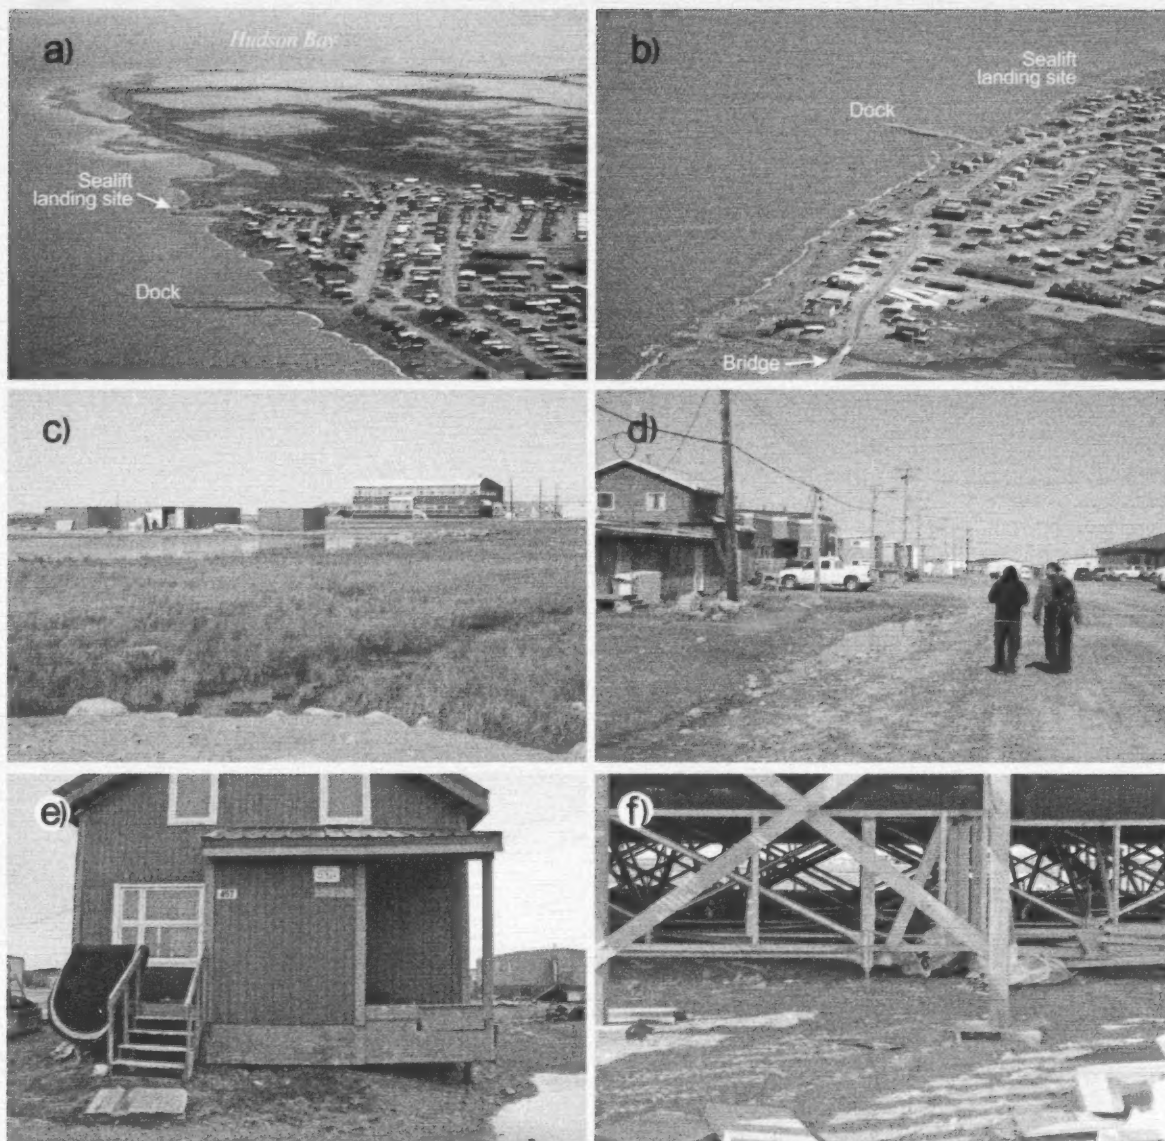 a)
Hudson Bay
Sealift
landing site
Dock
b)
Sealift
landing site
Dock
Bridge
c)
d)
e)
f)